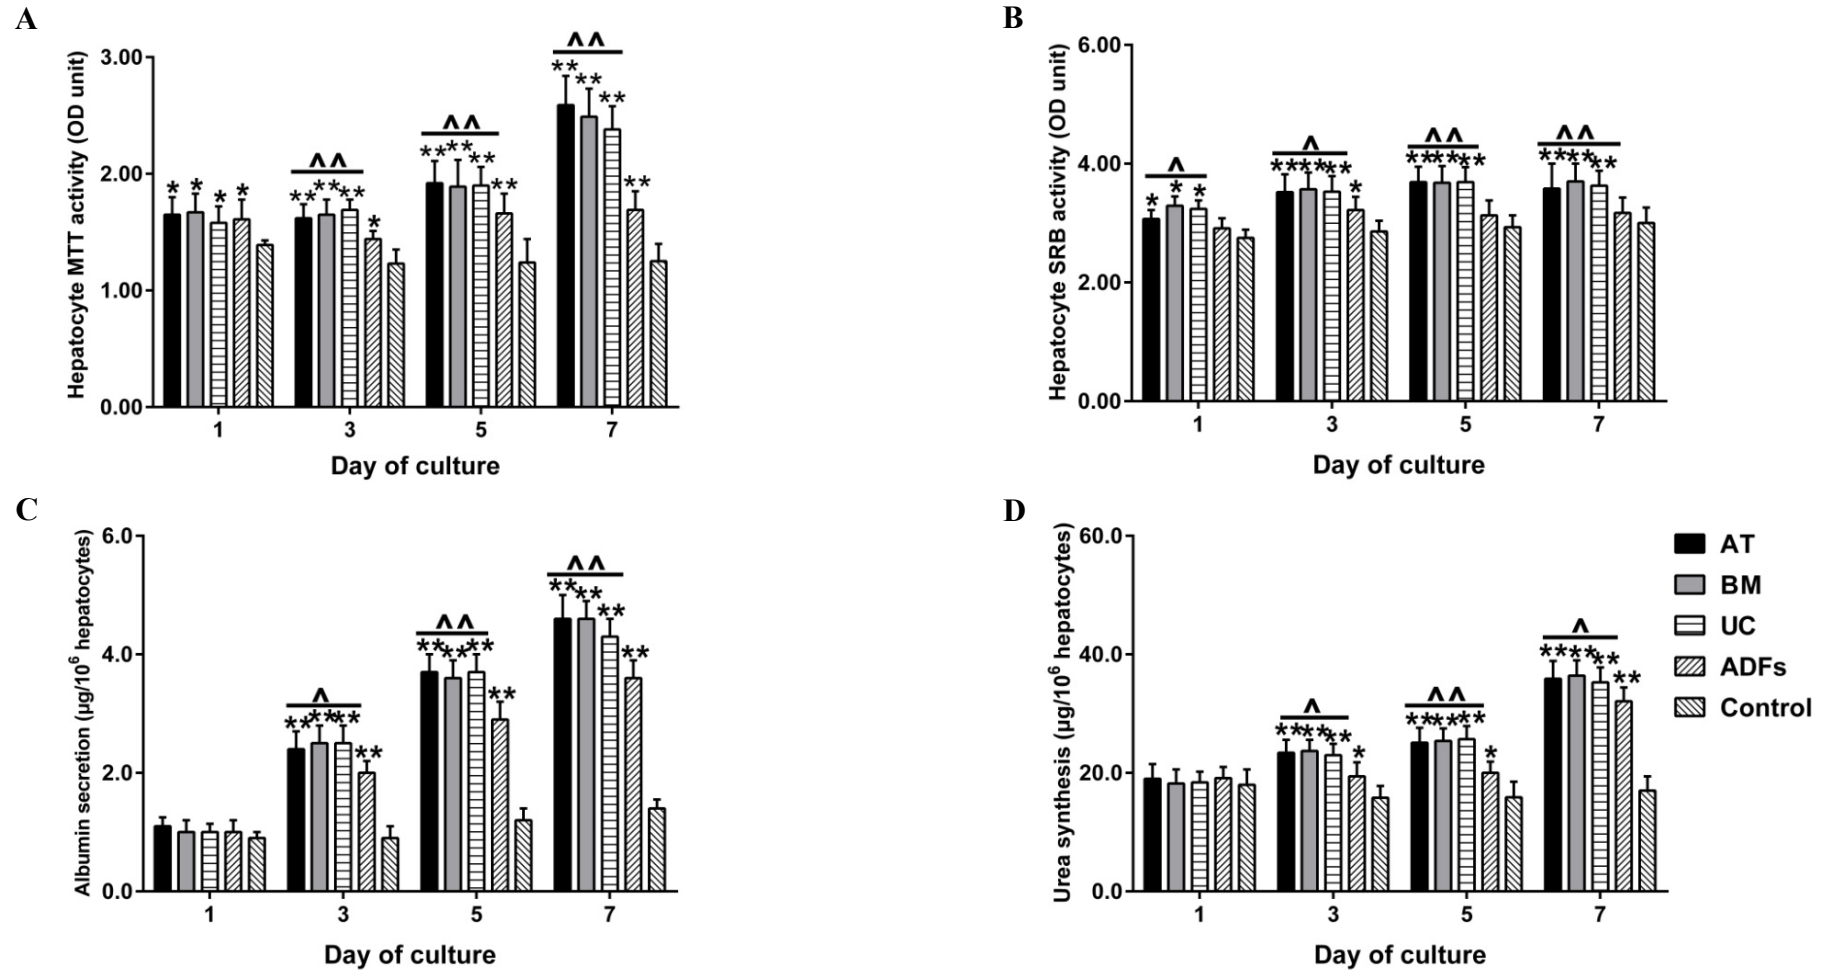 A
Hepatocyte MTT activity (OD unit)
3.00
2.00
1.00
0.00
* * * *
^^
** ** ** *
^^
** ** ** **
^^
** ** ** **
1 3 5 7
Day of culture
B
Hepatocyte SRB activity (OD unit)
6.00
4.00
2.00
0.00
^
* * *
^
** ** ** *
^^
** ** **
^^
** ** **
1 3 5 7
Day of culture
C
Albumin secretion (µg/10⁶ hepatocytes)
6.0
4.0
2.0
0.0
^
** ** ** **
^^
** ** ** **
^^
** ** ** **
1 3 5 7
Day of culture
D
Urea synthesis (µg/10⁶ hepatocytes)
60.0
40.0
20.0
0.0
^
** ** ** *
^^
** ** ** *
^
** ** ** **
1 3 5 7
Day of culture
AT
BM
UC
ADFs
Control